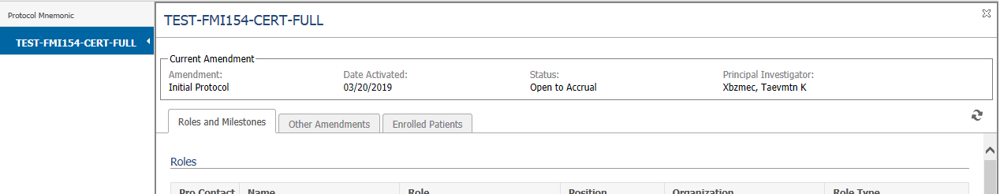 Protocol Mnemonic
TEST-FMI154-CERT-FULL
TEST-FMI154-CERT-FULL
Current Amendment
Amendment: Date Activated: Status: Principal Investigator:
Initial Protocol 03/20/2019 Open to Accrual Xbzmec, Taevmtn K
Roles and Milestones Other Amendments Enrolled Patients
Roles
Pro Contact Name Role Position Organization Role Type